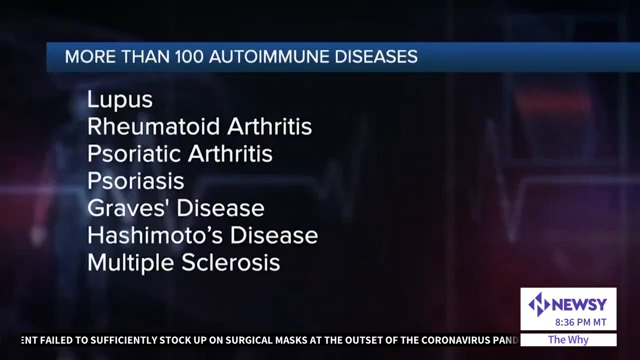 MORE THAN 100 AUTOIMMUNE DISEASES
Lupus
Rheumatoid Arthritis
Psoriatic Arthritis
Psoriasis
Graves' Disease
Hashimoto’s Disease
Multiple Sclerosis
NEWSY
8:36 PM MT
The Why
ENT FAILED TO SUFFICIENTLY STOCK UP ON SURGICAL MASKS AT THE OUTSET OF THE CORONAVIRUS PAND